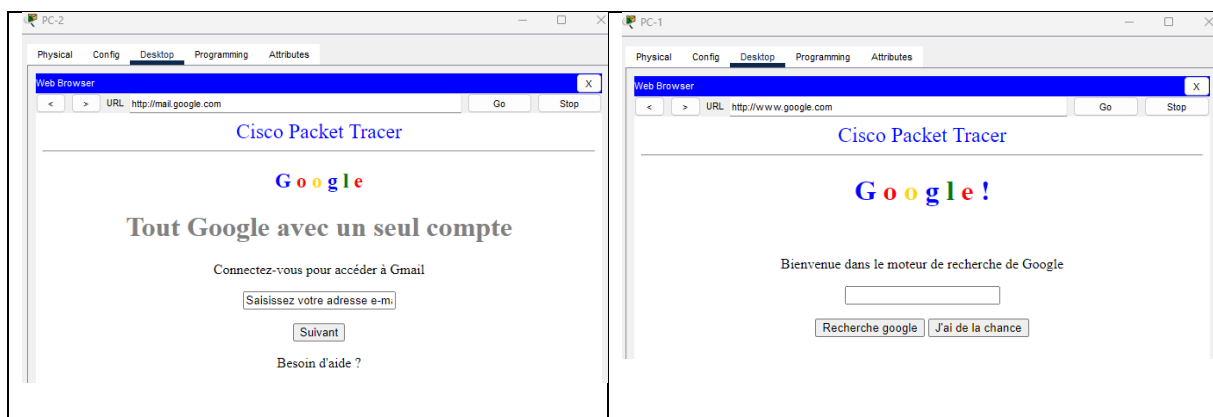 PC-2
Physical Config Desktop Programming Attributes
Web Browser X
< > URL http://mail.google.com Go Stop
Cisco Packet Tracer
G o o g l e
Tout Google avec un seul compte
Connectez-vous pour accéder à Gmail
Saisissez votre adresse e-ma
Suivant
Besoin d'aide ?
PC-1
Physical Config Desktop Programming Attributes
Web Browser X
< > URL http://www.google.com Go Stop
Cisco Packet Tracer
G o o g l e !
Bienvenue dans le moteur de recherche de Google
Recherche google J'ai de la chance